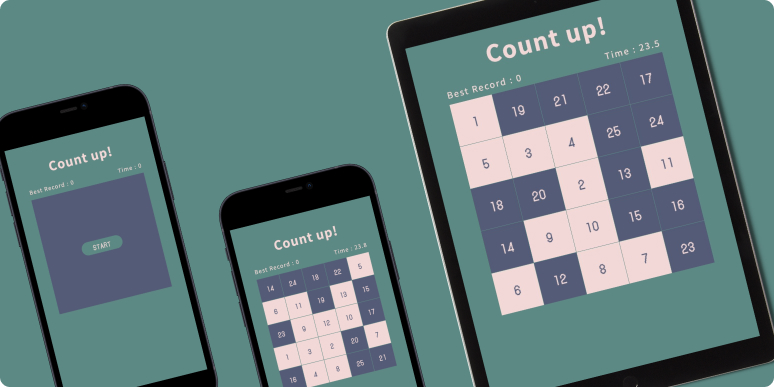 Count up!
Best Record : 0
Time : 0
START
Count up!
Best Record : 0
Time : 23.8
14 24 18 22 5
6 11 19 13 15
23 9 12 10 17
1 3 2 20 7
16 4 8 25 21
Count up!
Best Record : 0
Time : 23.5
1 19 21 22 17
5 3 4 25 24
18 20 2 13 11
14 9 10 15 16
6 12 8 7 23